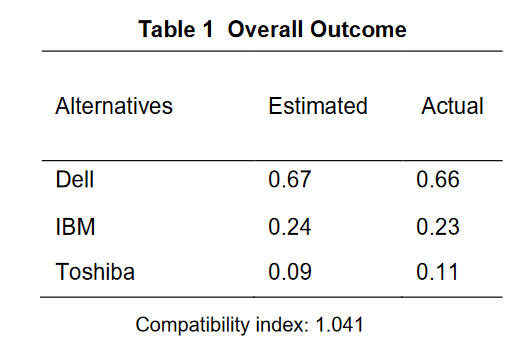 Table 1 Overall Outcome
Alternatives Estimated Actual
Dell 0.67 0.66
IBM 0.24 0.23
Toshiba 0.09 0.11
Compatibility index: 1.041